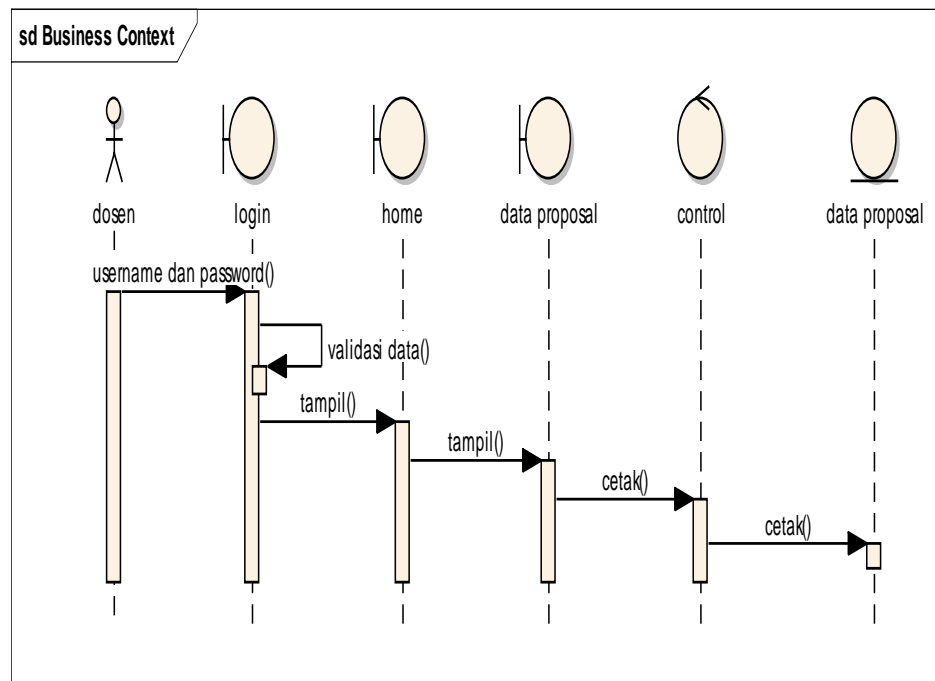 sd Business Context
dosen
login
home
data proposal
control
data proposal
username dan password()
validasi data()
tampil()
tampil()
cetak()
cetak()